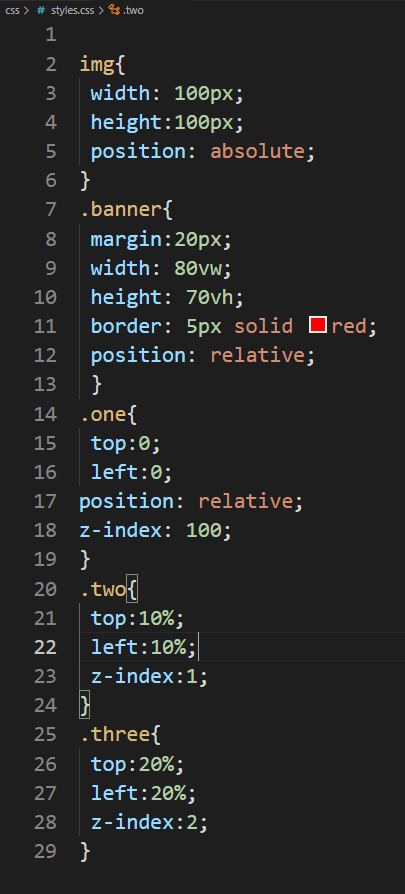 css > # styles.css > .two
1
2 img{
3 width: 100px;
4 height:100px;
5 position: absolute;
6 }
7 .banner{
8 margin:20px;
9 width: 80vw;
10 height: 70vh;
11 border: 5px solid red;
12 position: relative;
13 }
14 .one{
15 top:0;
16 left:0;
17 position: relative;
18 z-index: 100;
19 }
20 .two{
21 top:10%;
22 left:10%;
23 z-index:1;
24 }
25 .three{
26 top:20%;
27 left:20%;
28 z-index:2;
29 }